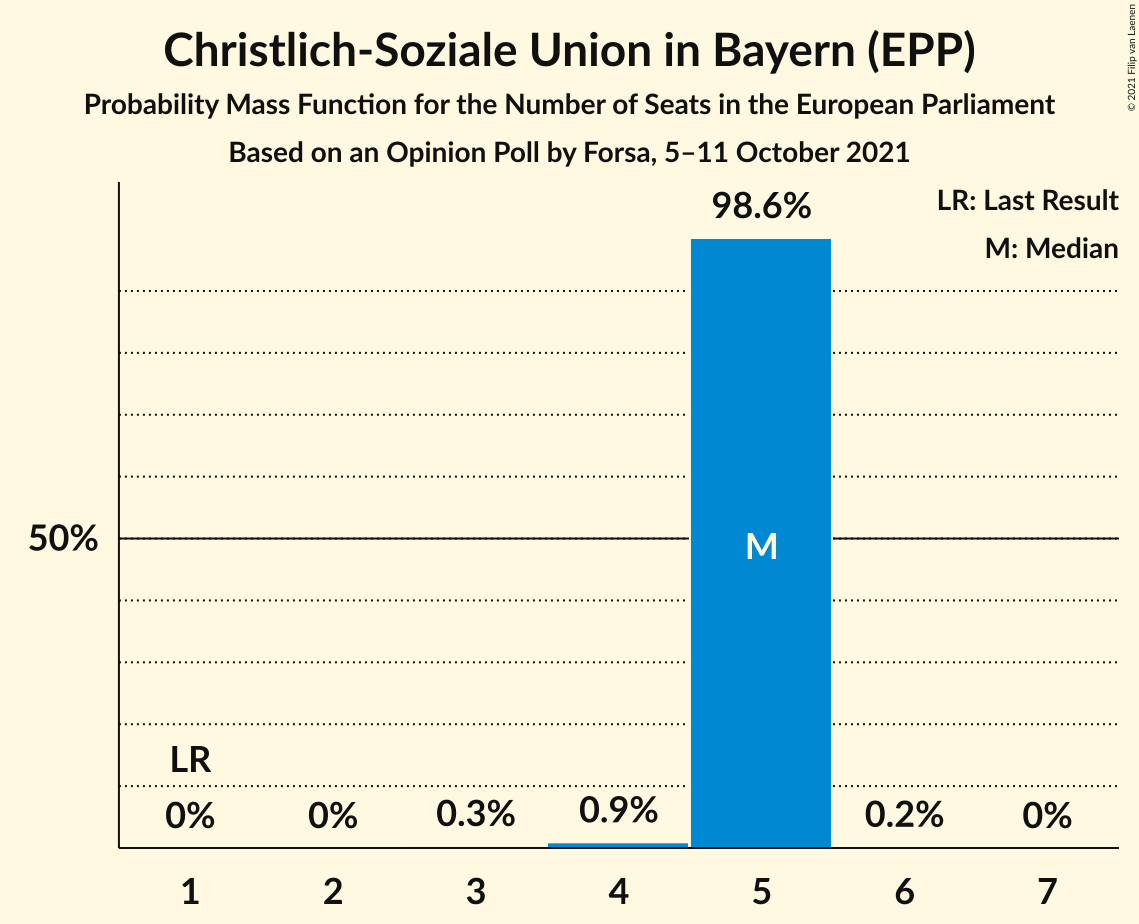 Christlich-Soziale Union in Bayern (EPP)
Probability Mass Function for the Number of Seats in the European Parliament
Based on an Opinion Poll by Forsa, 5–11 October 2021
© 2021 Filip van Laenen
98.6%
LR: Last Result
M: Median
50%
M
LR
0% 0% 0.3% 0.9% 0.2% 0%
1 2 3 4 5 6 7